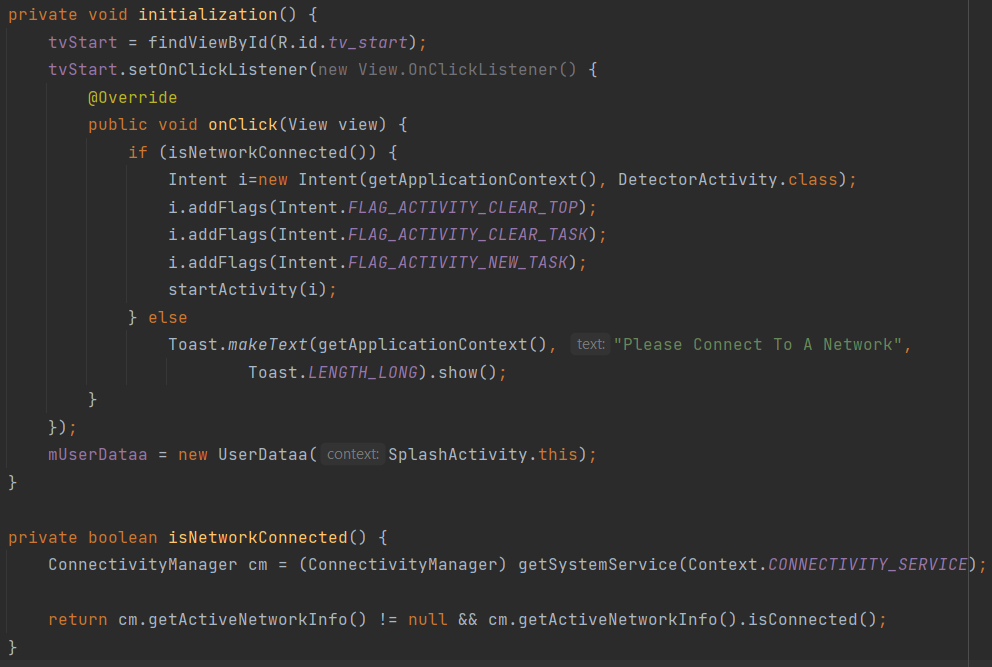 private void initialization() {
    tvStart = findViewById(R.id.tv_start);
    tvStart.setOnClickListener(new View.OnClickListener() {
        @Override
        public void onClick(View view) {
            if (isNetworkConnected()) {
                Intent i=new Intent(getApplicationContext(), DetectorActivity.class);
                i.addFlags(Intent.FLAG_ACTIVITY_CLEAR_TOP);
                i.addFlags(Intent.FLAG_ACTIVITY_CLEAR_TASK);
                i.addFlags(Intent.FLAG_ACTIVITY_NEW_TASK);
                startActivity(i);
            } else
                Toast.makeText(getApplicationContext(), text: "Please Connect To A Network",
                        Toast.LENGTH_LONG).show();
        }
    });
    mUserDataa = new UserDataa( context: SplashActivity.this);
}

private boolean isNetworkConnected() {
    ConnectivityManager cm = (ConnectivityManager) getSystemService(Context.CONNECTIVITY_SERVICE);

    return cm.getActiveNetworkInfo() != null && cm.getActiveNetworkInfo().isConnected();
}